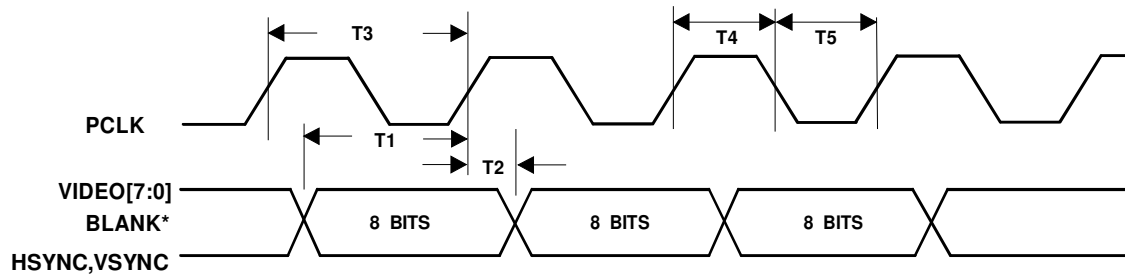 T3
T4
T5
PCLK
T1
T2
VIDEO[7:0]
BLANK*
8 BITS
8 BITS
8 BITS
HSYNC,VSYNC